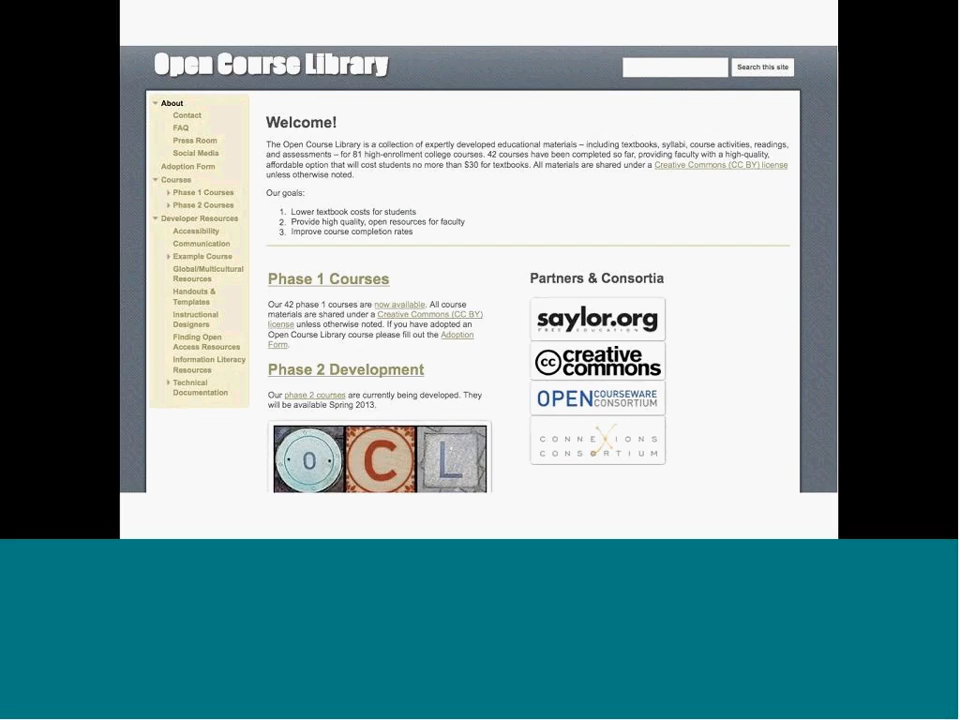 Open Course Library
Search this site
About
Contact
FAQ
Press Room
Social Media
Adoption Form
Courses
Phase 1 Courses
Phase 2 Courses
Developer Resources
Accessibility
Communication
Example Course
Global/Multicultural
Resources
Handouts &
Templates
Instructional
Designers
Finding Open
Access Resources
Information Literacy
Resources
Technical
Documentation
Welcome!
The Open Course Library is a collection of expertly developed educational materials – including textbooks, syllabi, course activities, readings,
and assessments – for 81 high-enrollment college courses. 42 courses have been completed so far, providing faculty with a high-quality,
affordable option that will cost students no more than $30 for textbooks. All materials are shared under a Creative Commons (CC BY) license
unless otherwise noted.
Our goals:
1. Lower textbook costs for students
2. Provide high quality, open resources for faculty
3. Improve course completion rates
Phase 1 Courses
Our 42 phase 1 courses are now available. All course
materials are shared under a Creative Commons (CC BY)
license unless otherwise noted. If you have adopted an
Open Course Library course please fill out the Adoption
Form.
Phase 2 Development
Our phase 2 courses are currently being developed. They
will be available Spring 2013.
O C L
Partners & Consortia
saylor.org
FREE EDUCATION
cc creative
commons
OPENCOURSEWARE
CONSORTIUM
CONNEXIONS
CONSORTIUM